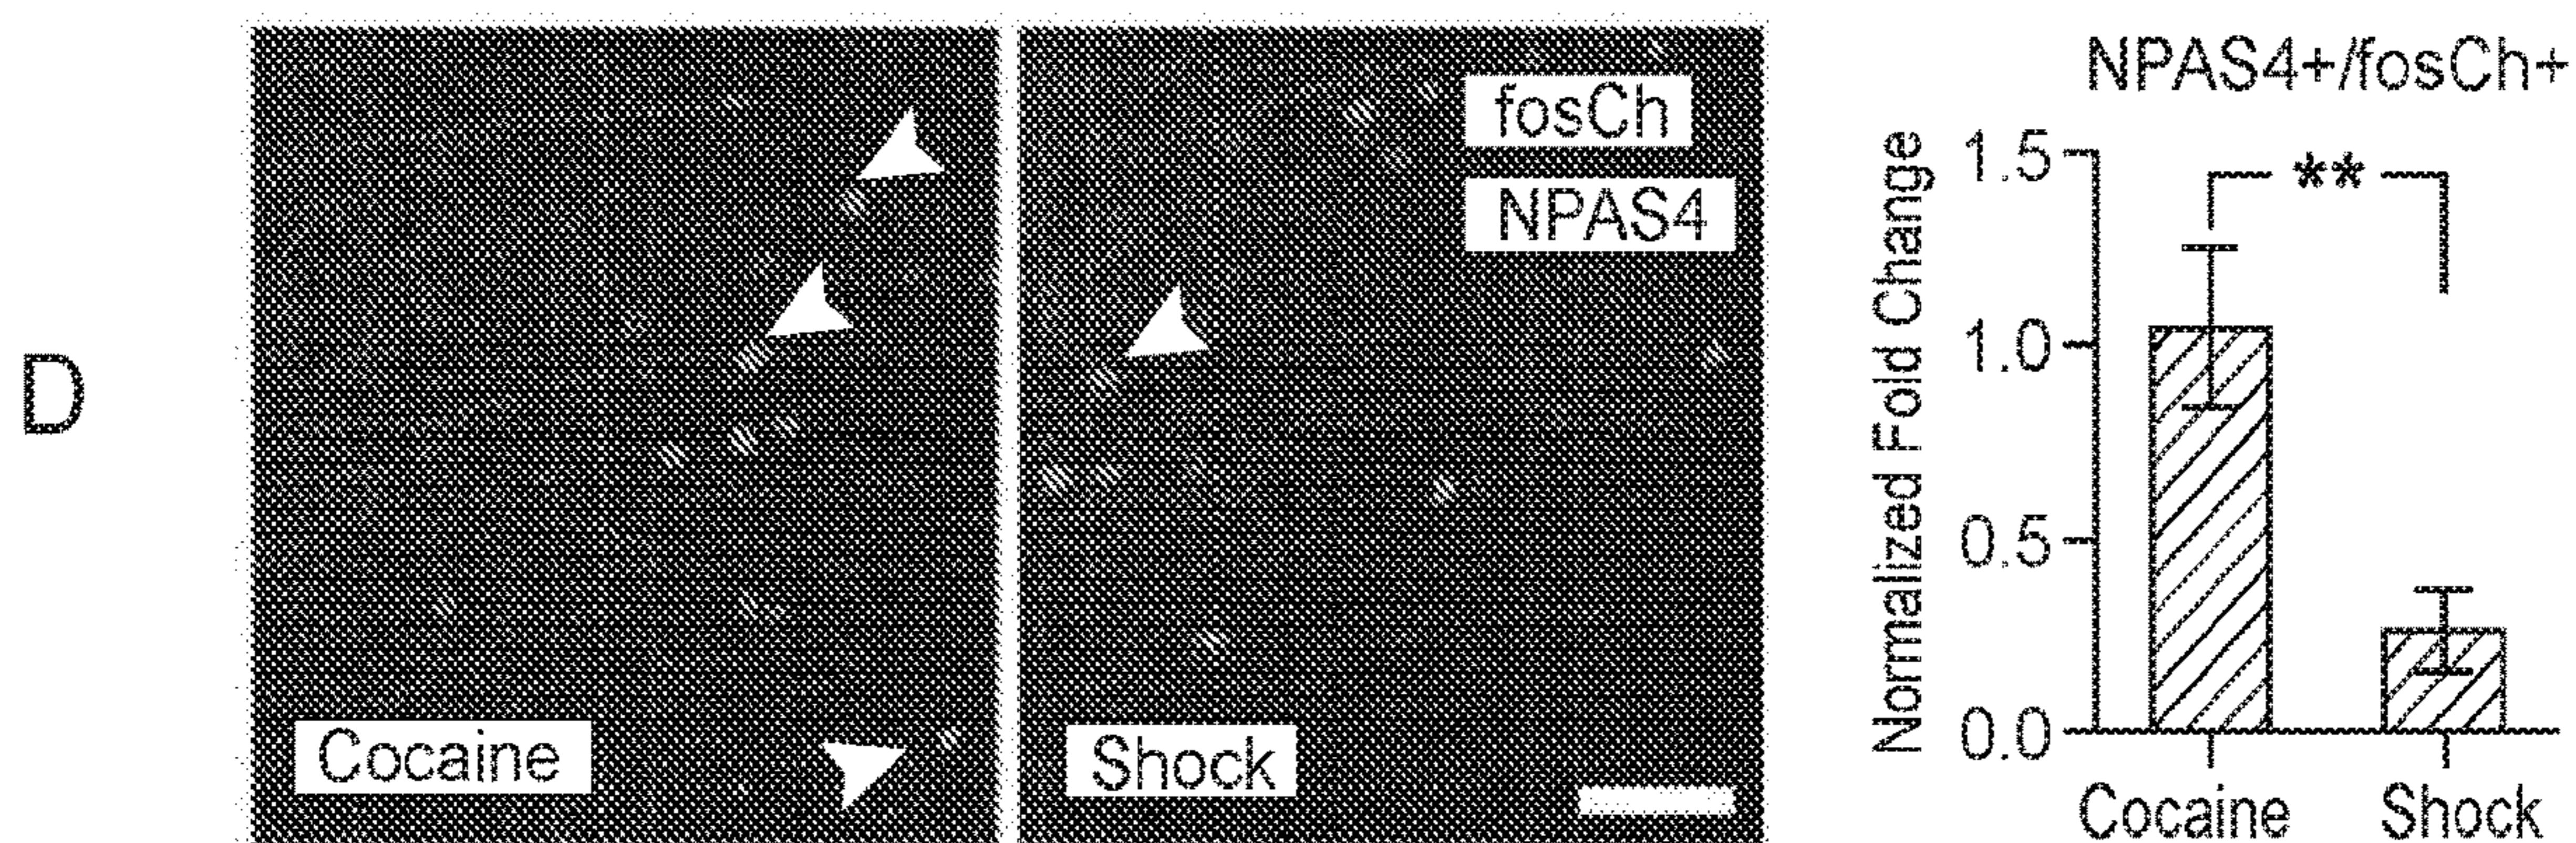 D
fosCh
NPAS4
Cocaine
Shock
NPAS4+/fosCh+
Normalized Fold Change
1.5
1.0
0.5
0.0
**
Cocaine
Shock